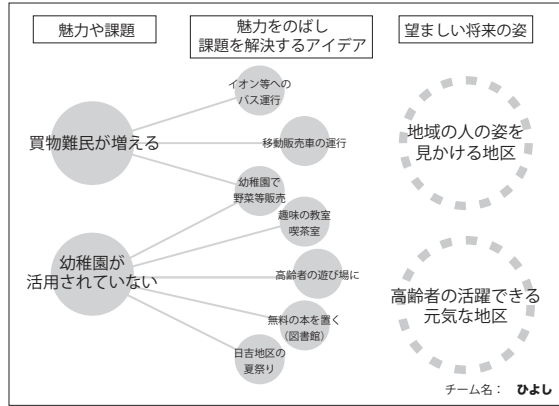 魅力や課題
魅力をのばし
課題を解決するアイデア
望ましい将来の姿
買物難民が増える
幼稚園が
活用されていない
イオン等への
バス運行
移動販売車の運行
幼稚園で
野菜等販売
趣味の教室
喫茶室
高齢者の遊び場に
無料の本を置く
(図書館)
日吉地区の
夏祭り
地域の人の姿を
見かける地区
高齢者の活躍できる
元気な地区
チーム名: ひよし